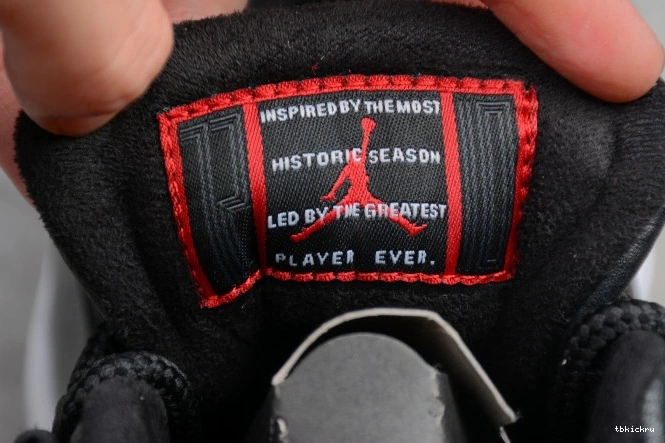 INSPIRED BY THE MOST
HISTORIC SEASON
LED BY THE GREATEST
PLAYER EVER.
tbkickru